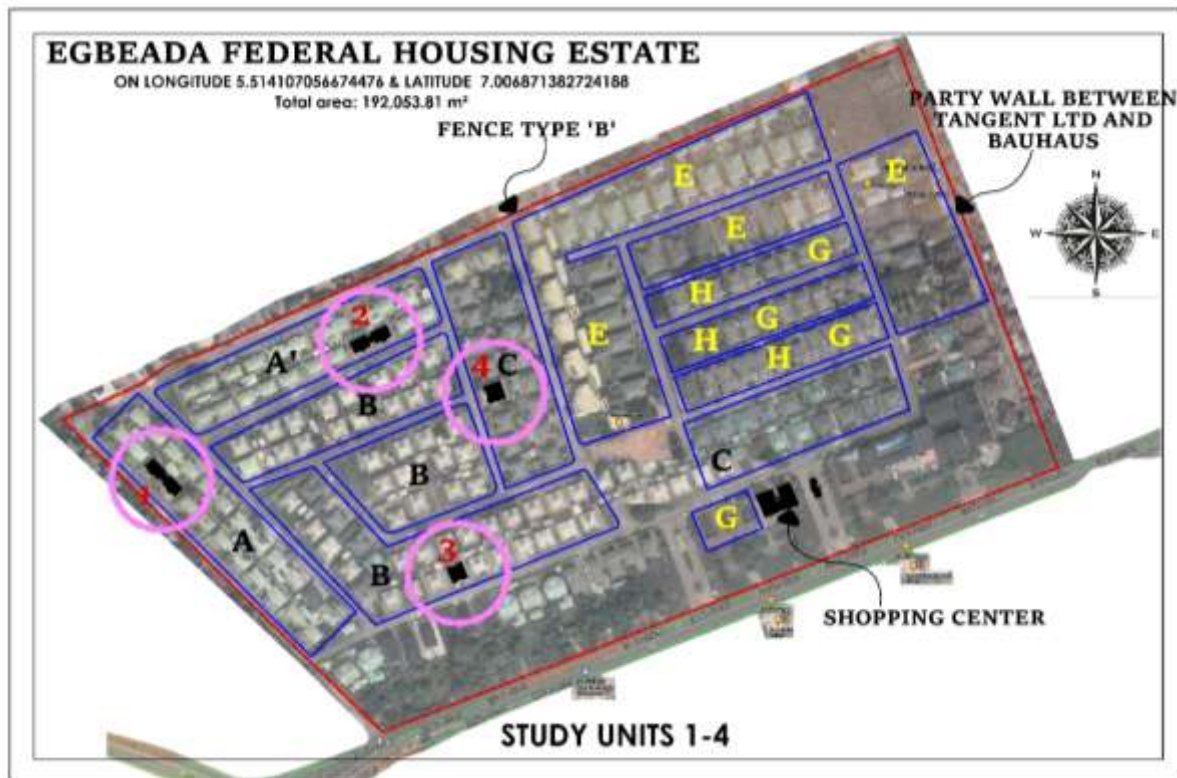 EGBEADA FEDERAL HOUSING ESTATE
ON LONGITUDE 5.514107056674476 & LATITUDE 7.006871382724188
Total area: 192,053.81 m²
FENCE TYPE 'B'
PARTY WALL BETWEEN
TANGENT LTD AND
BAUHAUS
N
W E
S
E
E
E
G
H
G
H
G
H
E
2
A'
4
C
B
B
1
A
3
B
C
G
SHOPPING CENTER
STUDY UNITS 1-4